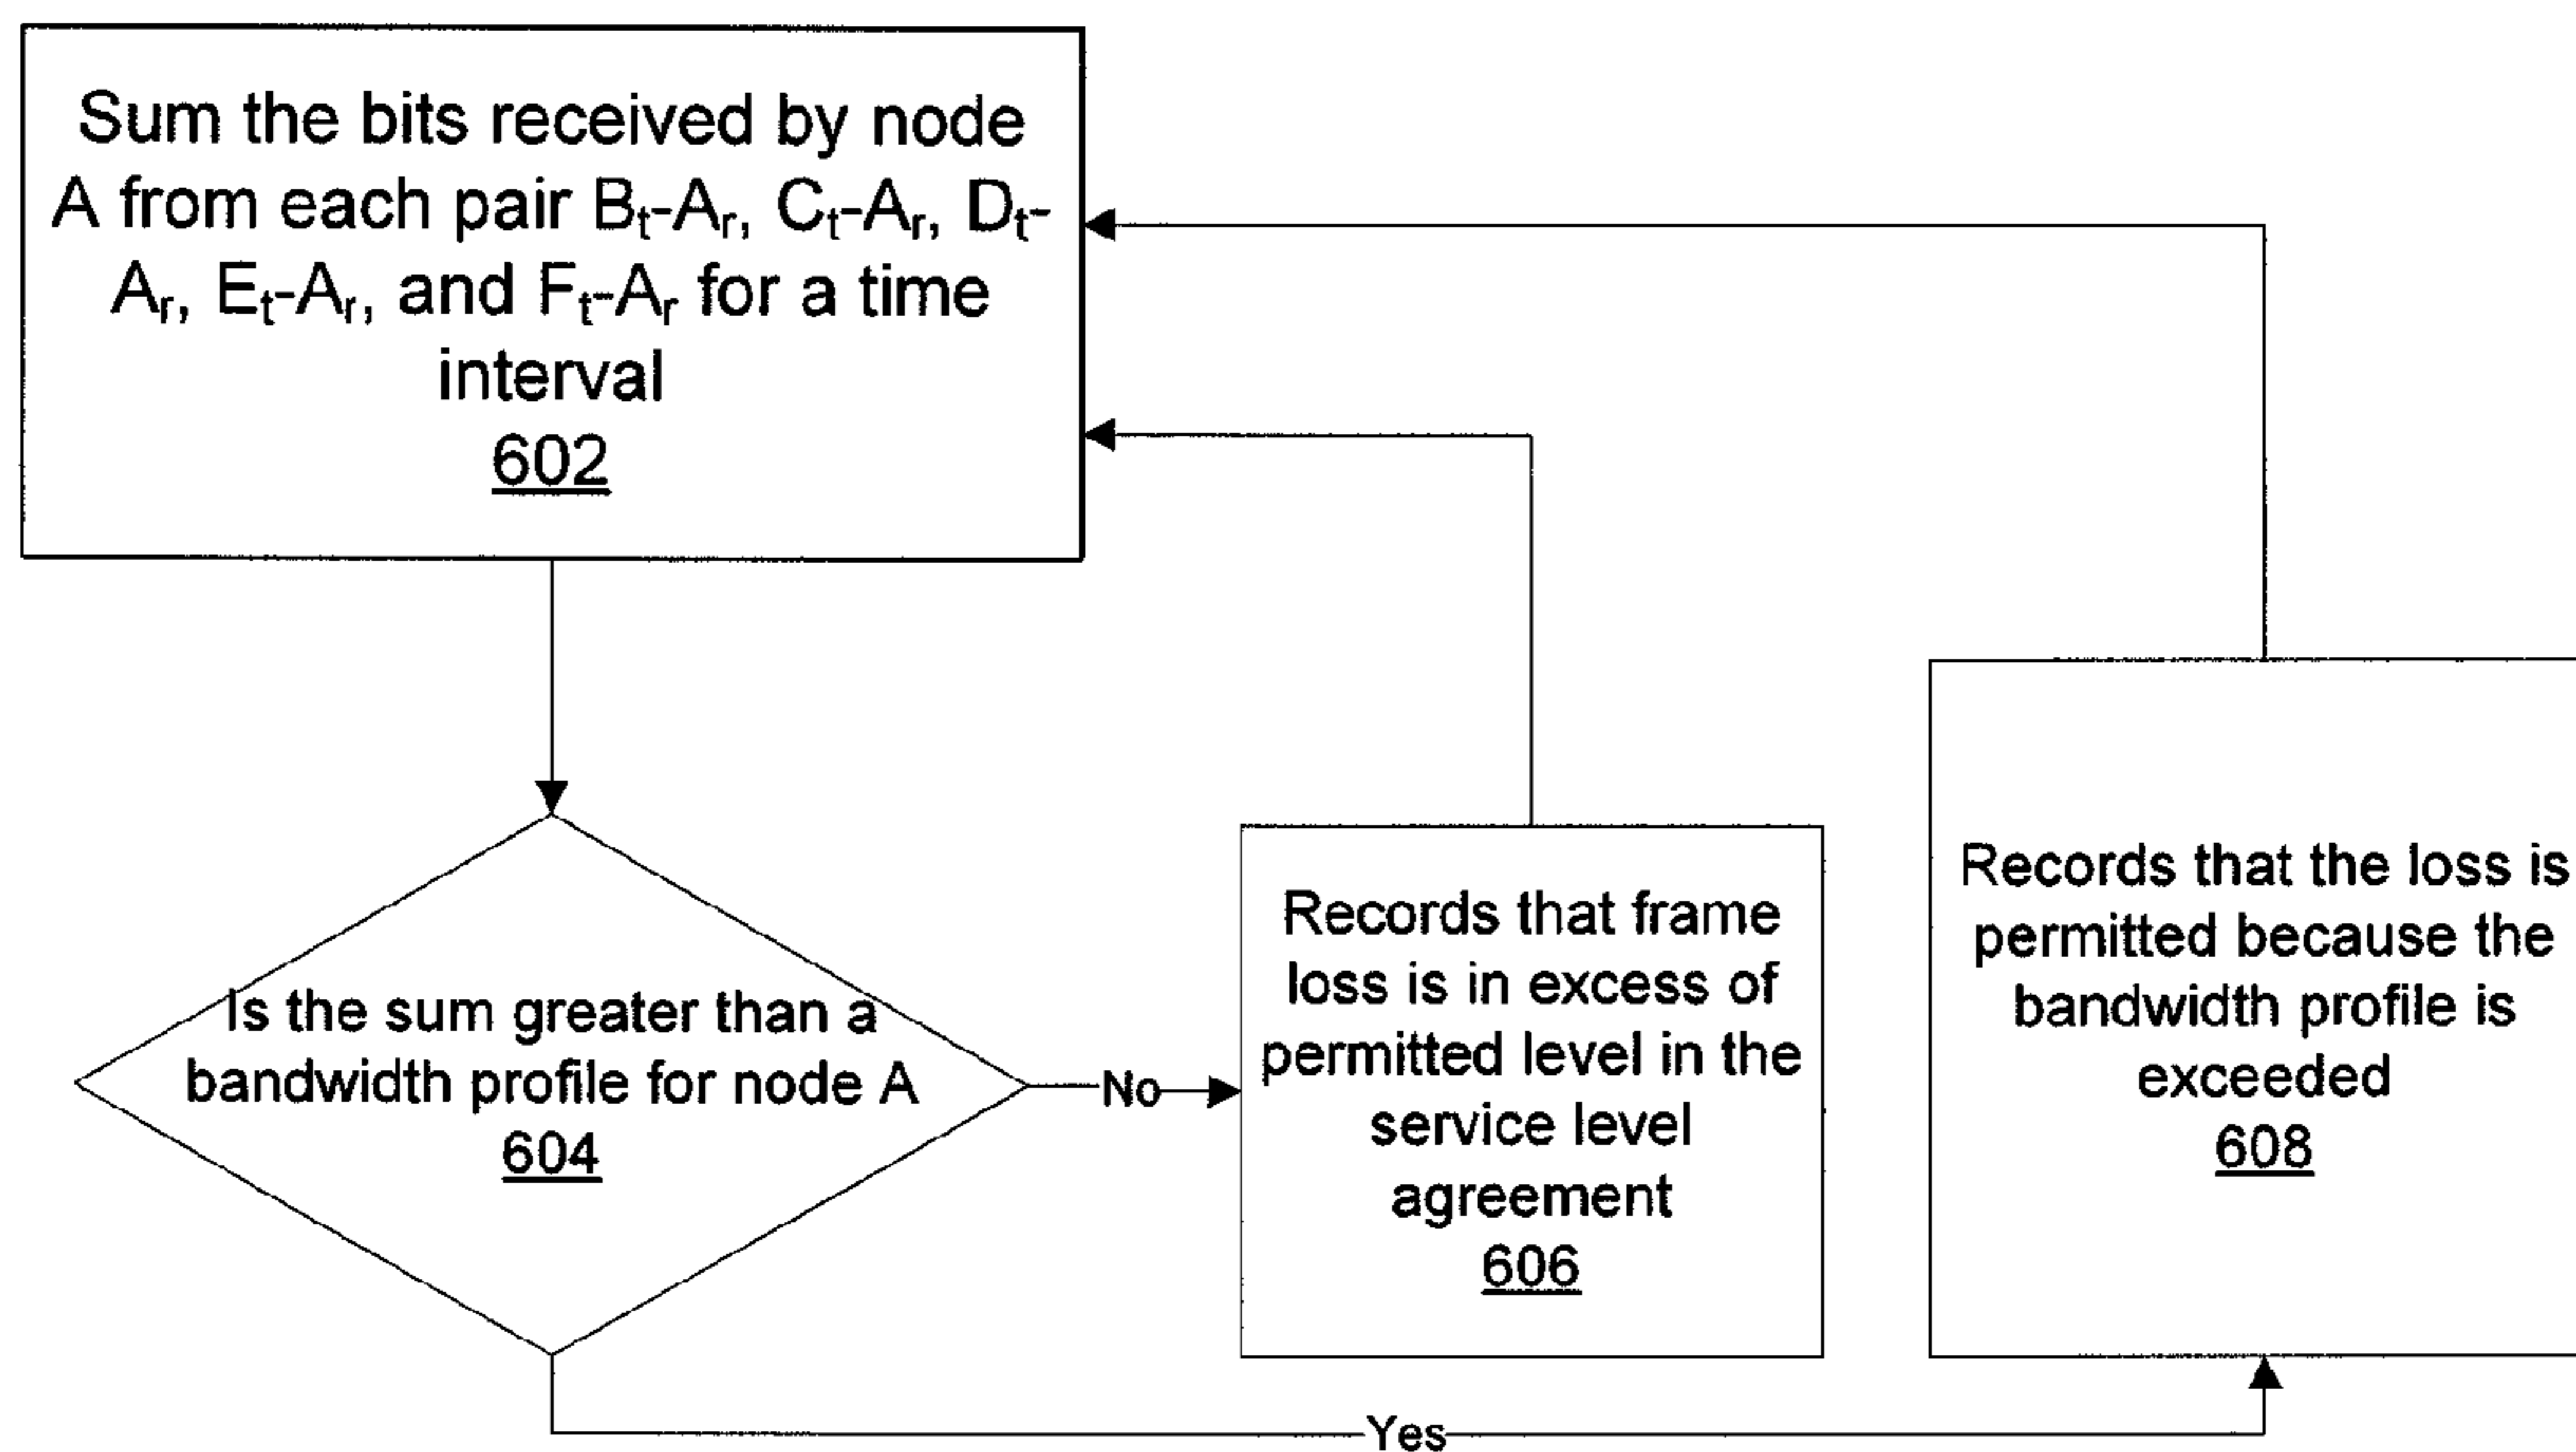 Sum the bits received by node
A from each pair Bt-Ar, Ct-Ar, Dt-
Ar, Et-Ar, and Ft-Ar for a time
interval
602
Is the sum greater than a
bandwidth profile for node A
604
No
Records that frame
loss is in excess of
permitted level in the
service level
agreement
606
Records that the loss is
permitted because the
bandwidth profile is
exceeded
608
Yes